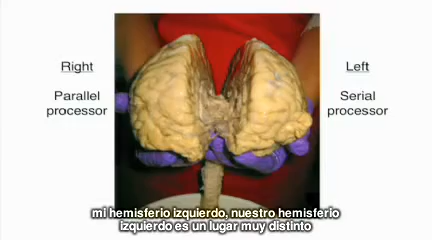 Right
Parallel
processor
Left
Serial
processor
mi hemisferio izquierdo, nuestro hemisferio
izquierdo es un lugar muy distinto